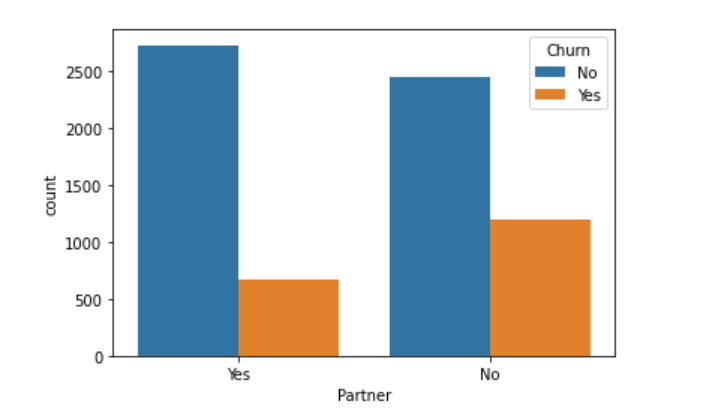 Churn
No
Yes
2500
2000
1500
1000
500
0
count
Yes No
Partner